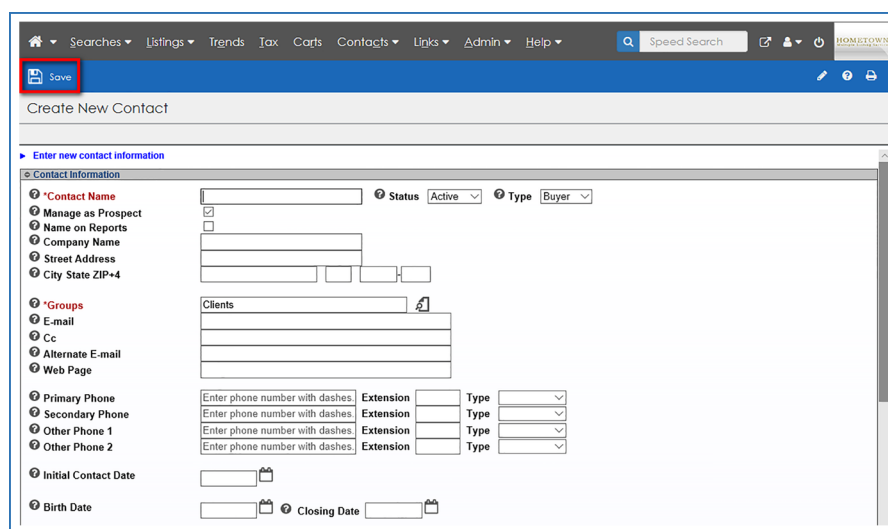 Searches Listings Trends Tax Carts Contacts Links Admin Help Speed Search HOMETOWN
Save
Create New Contact
Enter new contact information
Contact Information
*Contact Name Status Active Type Buyer
Manage as Prospect
Name on Reports
Company Name
Street Address
City State ZIP+4 -
*Groups Clients
E-mail
Cc
Alternate E-mail
Web Page
Primary Phone Enter phone number with dashes. Extension Type
Secondary Phone Enter phone number with dashes. Extension Type
Other Phone 1 Enter phone number with dashes. Extension Type
Other Phone 2 Enter phone number with dashes. Extension Type
Initial Contact Date
Birth Date Closing Date